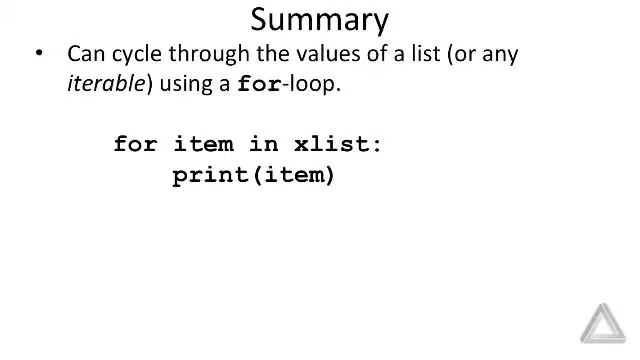 Summary
• Can cycle through the values of a list (or any
iterable) using a for-loop.
for item in xlist:
    print(item)